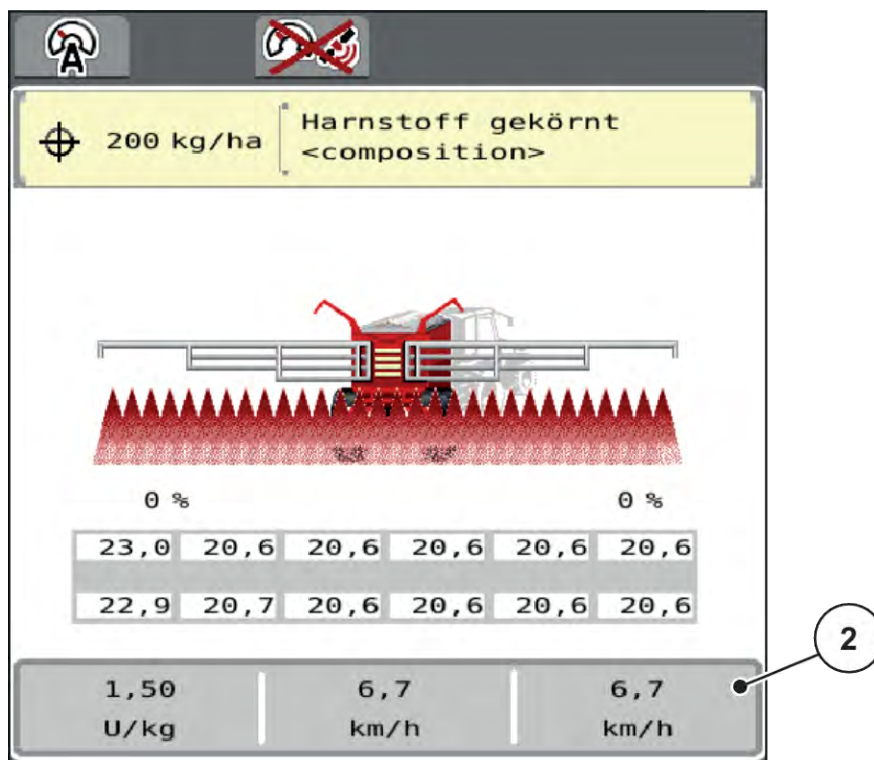 A
200 kg/ha
Harnstoff gekörnt
<composition>
0 % 0 %
23,0 20,6 20,6 20,6 20,6 20,6
22,9 20,7 20,6 20,6 20,6 20,6
2
1,50 6,7 6,7
U/kg km/h km/h